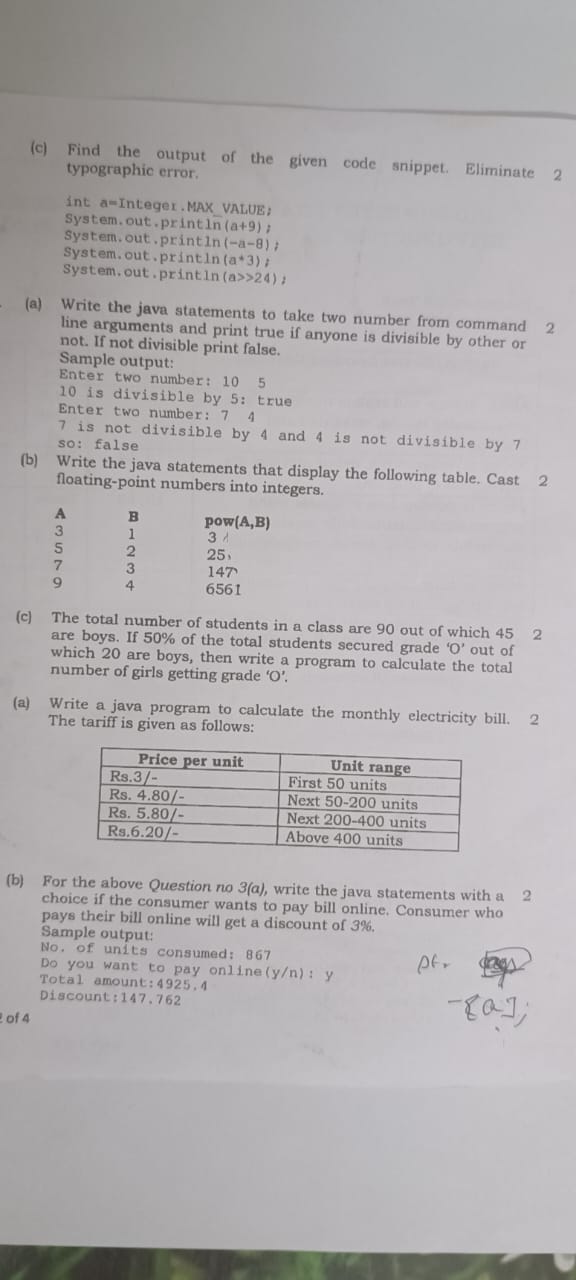 (c) Find the output of the given code snippet. Eliminate 2
typographic error.
int a=Integer.MAX_VALUE;
System.out.println(a+9);
System.out.println(-a-8);
System.out.println(a*3);
System.out.println(a>>24);
(a) Write the java statements to take two number from command 2
line arguments and print true if anyone is divisible by other or
not. If not divisible print false.
Sample output:
Enter two number: 10 5
10 is divisible by 5: true
Enter two number: 7 4
7 is not divisible by 4 and 4 is not divisible by 7
so: false
(b) Write the java statements that display the following table. Cast 2
floating-point numbers into integers.
A B pow(A,B)
3 1 3
5 2 25
7 3 147
9 4 6561
(c) The total number of students in a class are 90 out of which 45 2
are boys. If 50% of the total students secured grade 'O' out of
which 20 are boys, then write a program to calculate the total
number of girls getting grade 'O'.
(a) Write a java program to calculate the monthly electricity bill. 2
The tariff is given as follows:
Price per unit Unit range
Rs.3/- First 50 units
Rs. 4.80/- Next 50-200 units
Rs. 5.80/- Next 200-400 units
Rs.6.20/- Above 400 units
(b) For the above Question no 3(a), write the java statements with a 2
choice if the consumer wants to pay bill online. Consumer who
pays their bill online will get a discount of 3%.
Sample output:
No. of units consumed: 867
Do you want to pay online(y/n): y
Total amount:4925.4
Discount:147.762
of 4